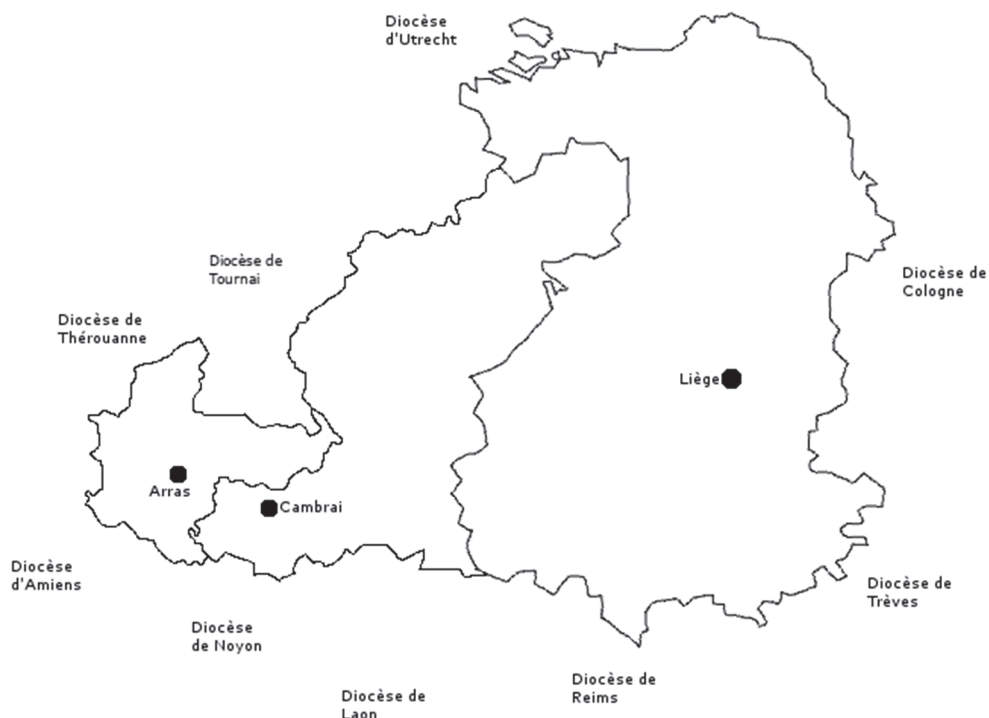 Diocèse
d'Utrecht
Diocèse de
Tournai
Diocèse de
Cologne
Diocèse de
Thérouanne
Liège
Arras
Cambrai
Diocèse
d'Amiens
Diocèse de
Trèves
Diocèse
de Noyon
Diocèse de
Reims
Diocèse de
Laon